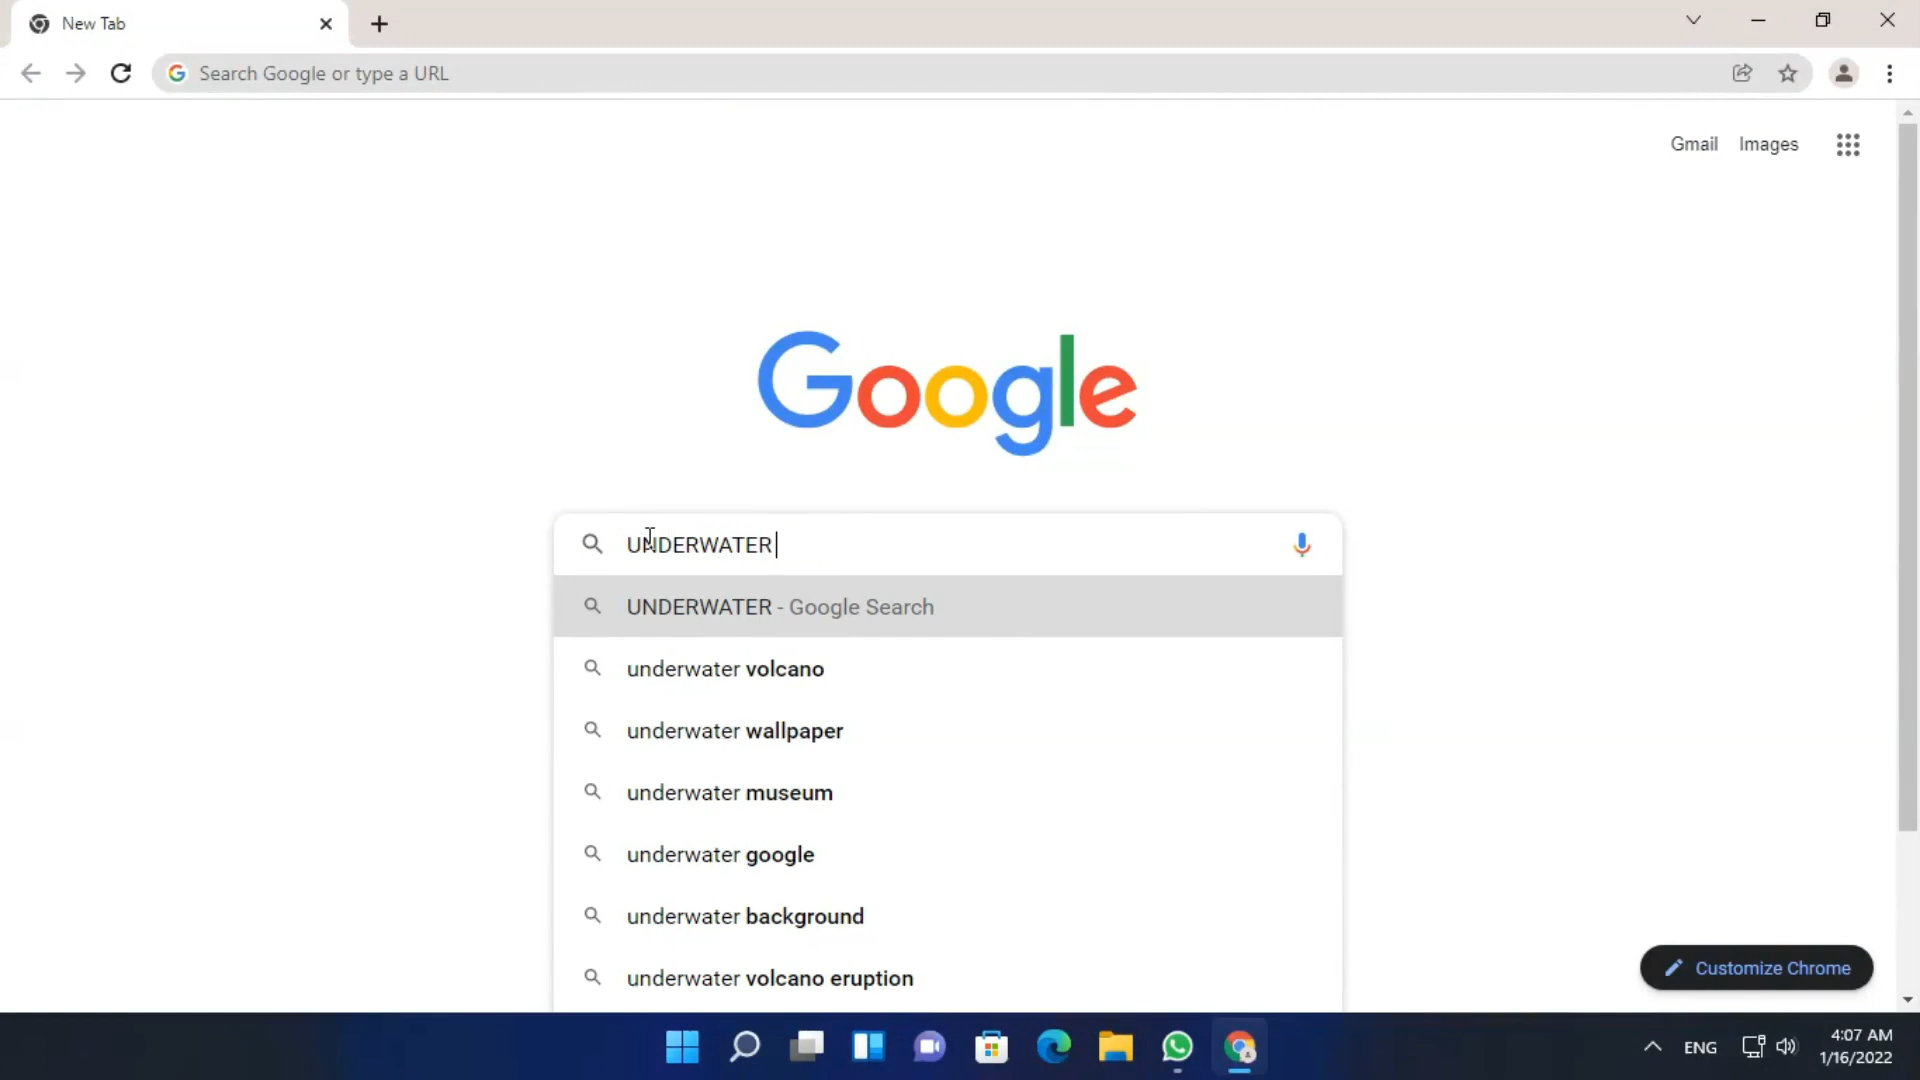 New Tab
Search Google or type a URL
Gmail Images
Google
UNDERWATER
UNDERWATER - Google Search
underwater volcano
underwater wallpaper
underwater museum
underwater google
underwater background
underwater volcano eruption
Customize Chrome
ENG
4:07 AM
1/16/2022